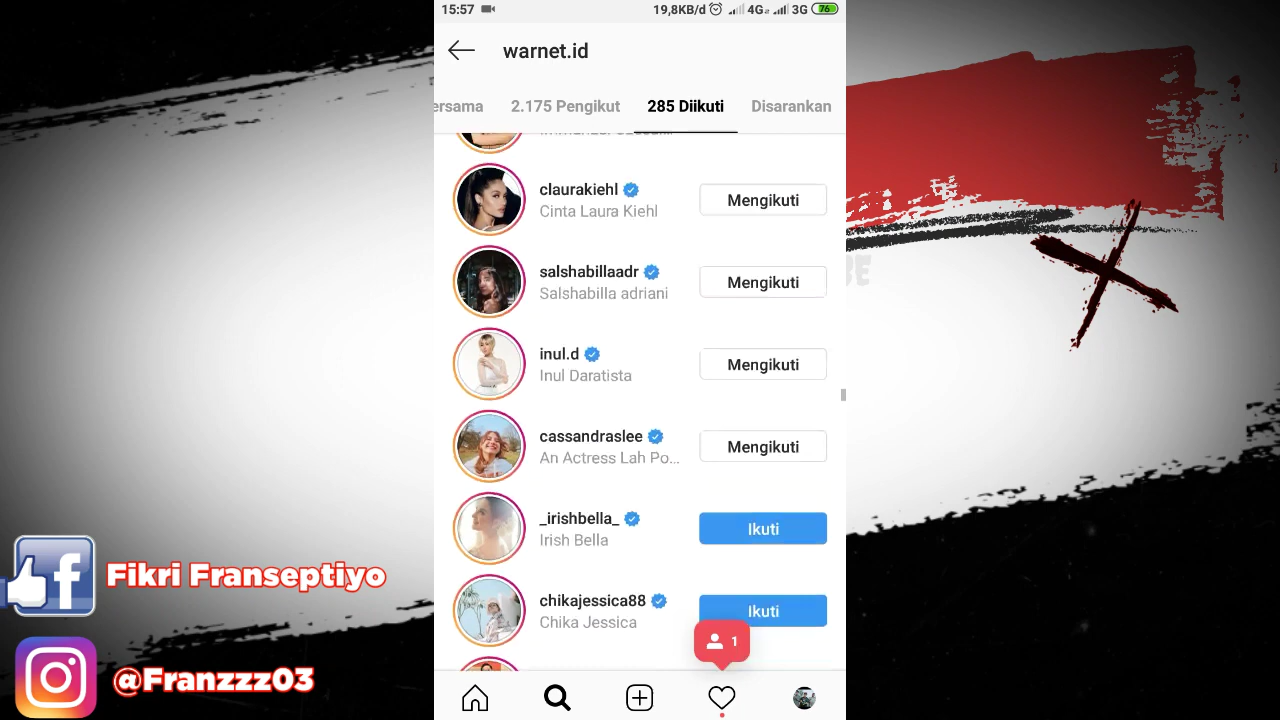 15:57
19,8KB/d 4G 3G 76
warnet.id
ersama 2.175 Pengikut 285 Diikuti Disarankan
claurakiehl
Cinta Laura Kiehl
Mengikuti
salshabillaadr
Salshabilla adriani
Mengikuti
inul.d
Inul Daratista
Mengikuti
cassandraslee
An Actress Lah Po...
Mengikuti
_irishbella_
Irish Bella
Ikuti
chikajessica88
Chika Jessica
Ikuti
1
f Fikri Franseptiyo
@Franzzz03
BE